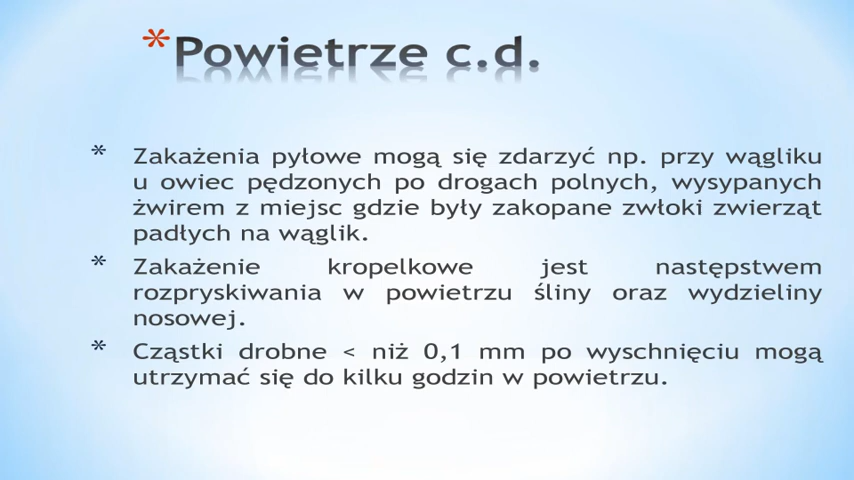 * Powietrze c.d.
* Zakażenia pyłowe mogą się zdarzyć np. przy wągliku
u owiec pędzonych po drogach polnych, wysypanych
żwirem z miejsc gdzie były zakopane zwłoki zwierząt
padłych na wąglik.
* Zakażenie kropelkowe jest następstwem
rozpryskiwania w powietrzu śliny oraz wydzieliny
nosowej.
* Cząstki drobne < niż 0,1 mm po wyschnięciu mogą
utrzymać się do kilku godzin w powietrzu.